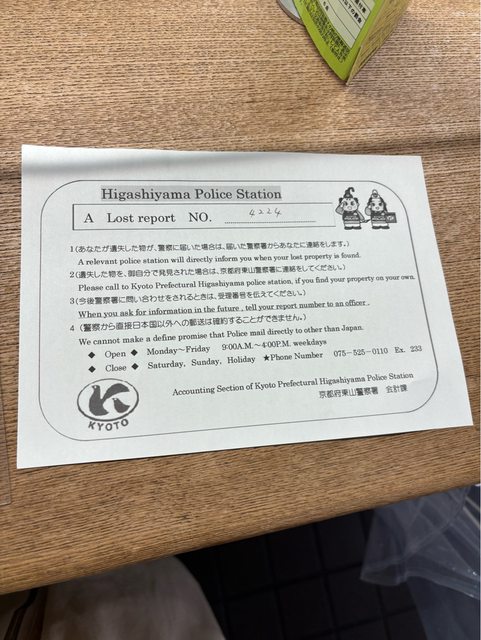 Higashiyama Police Station
A Lost report NO. 4224
1(あなたが遺失した物が、警察に届いた場合は、届いた警察署からあなたに連絡をします。)
A relevant police station will directly inform you when your lost property is found.
2(遺失した物を、御自分で発見された場合は、京都府東山警察署に連絡をしてください。)
Please call to Kyoto Prefectural Higashiyama police station, if you find your property on your own.
3(今後警察署に問い合わせをされるときは、受理番号を伝えてください。)
When you ask for information in the future , tell your report number to an officer .
4 (警察から直接日本国以外への郵送は確約することができません。)
We cannot make a define promise that Police mail directly to other than Japan.
◆ Open ◆ Monday~Friday 9:00A.M.~4:00P.M. weekdays
◆ Close ◆ Saturday, Sunday, Holiday ★Phone Number 075-525-0110 Ex. 233
Accounting Section of Kyoto Prefectural Higashiyama Police Station
京都府東山警察署 会計課
KYOTO